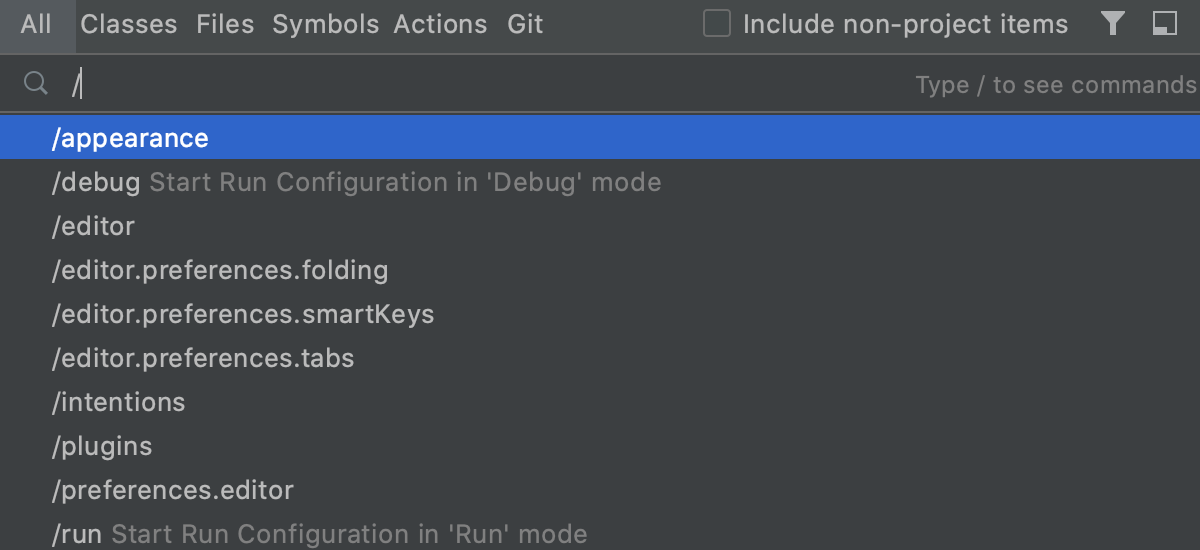 All Classes Files Symbols Actions Git Include non-project items
/ Type / to see commands
/appearance
/debug Start Run Configuration in 'Debug' mode
/editor
/editor.preferences.folding
/editor.preferences.smartKeys
/editor.preferences.tabs
/intentions
/plugins
/preferences.editor
/run Start Run Configuration in 'Run' mode